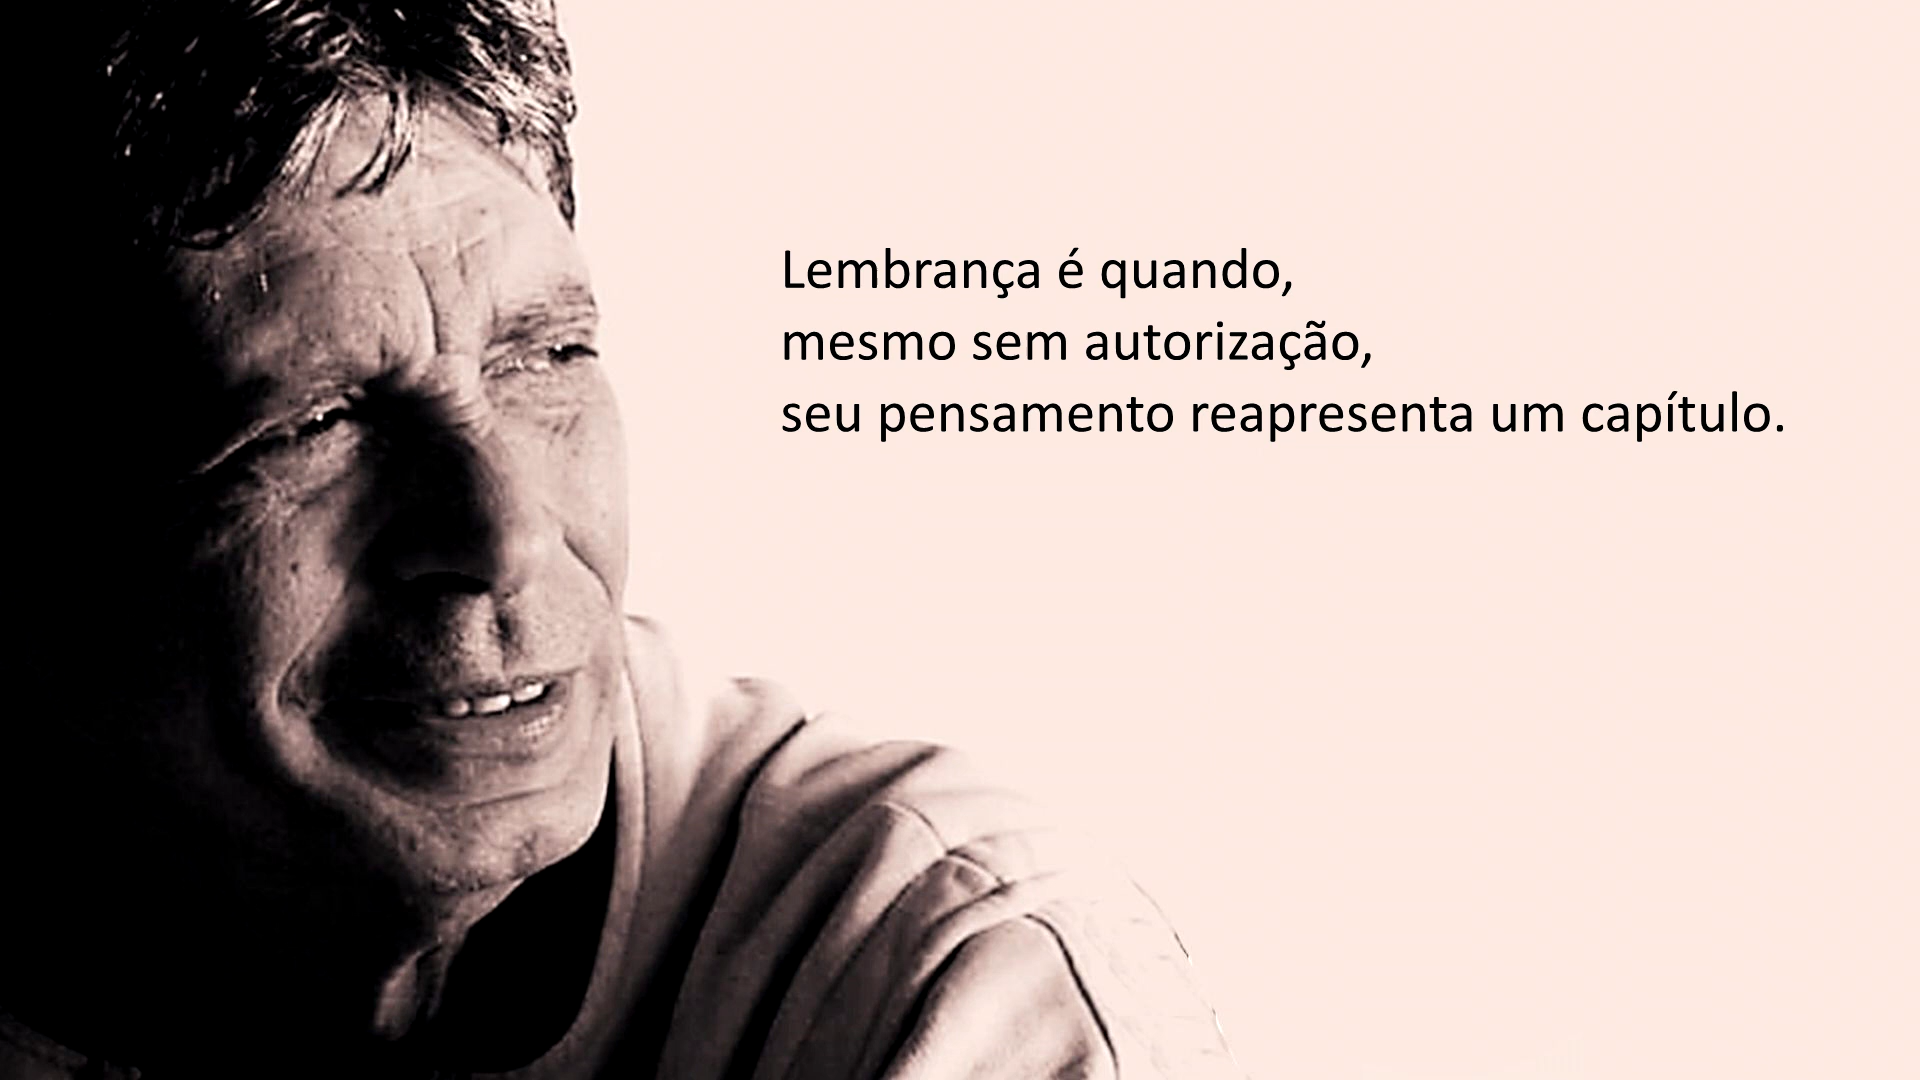 Lembrança é quando,
mesmo sem autorização,
seu pensamento reapresenta um capítulo.